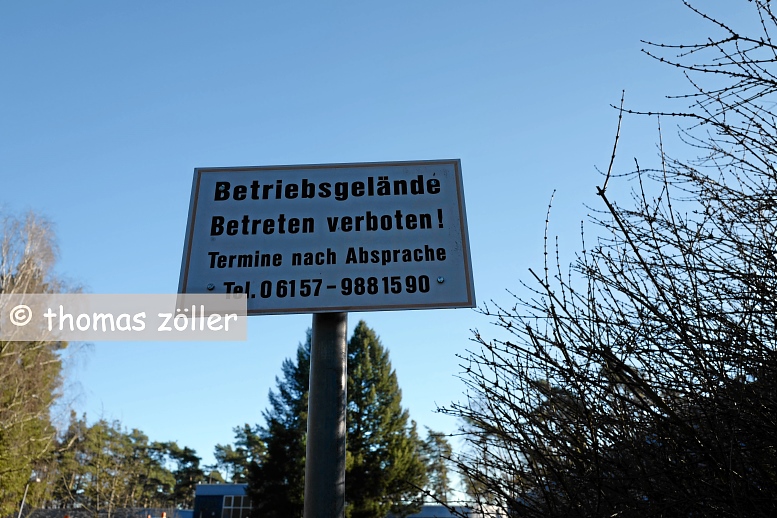 Betriebsgelände
Betreten verboten!
Termine nach Absprache
Tel. 06157-9881590
© thomas zöller